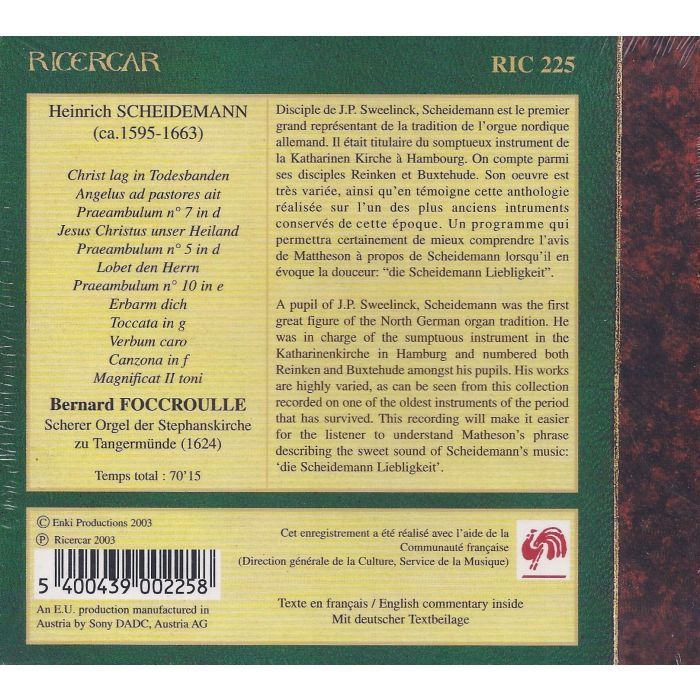 RICERCAR
RIC 225
Heinrich SCHEIDEMANN
(ca.1595-1663)
Christ lag in Todesbanden
Angelus ad pastores ait
Praeambulum n° 7 in d
Jesus Christus unser Heiland
Praeambulum n° 5 in d
Lobet den Herrn
Praeambulum n° 10 in e
Erbarm dich
Toccata in g
Verbum caro
Canzona in f
Magnificat II toni
Bernard FOCCROULLE
Scherer Orgel der Stephanskirche
zu Tangermünde (1624)
Temps total : 70'15
Disciple de J.P. Sweelinck, Scheidemann est le premier
grand représentant de la tradition de l'orgue nordique
allemand. Il était titulaire du somptueux instrument de
la Katharinen Kirche à Hambourg. On compte parmi
ses disciples Reinken et Buxtehude. Son oeuvre est
très variée, ainsi qu'en témoigne cette anthologie
réalisée sur l'un des plus anciens intruments
conservés de cette époque. Un programme qui
permettra certainement de mieux comprendre l'avis
de Mattheson à propos de Scheidemann lorsqu'il en
évoque la douceur: "die Scheidemann Liebligkeit".
A pupil of J.P. Sweelinck, Scheidemann was the first
great figure of the North German organ tradition. He
was in charge of the sumptuous instrument in the
Katharinenkirche in Hamburg and numbered both
Reinken and Buxtehude amongst his pupils. His works
are highly varied, as can be seen from this collection
recorded on one of the oldest instruments of the period
that has survived. This recording will make it easier
for the listener to understand Matheson's phrase
describing the sweet sound of Scheidemann's music:
'die Scheidemann Liebligkeit'.
© Enki Productions 2003
℗ Ricercar 2003
5 400439 002258
An E.U. production manufactured in
Austria by Sony DADC, Austria AG
Cet enregistrement a été réalisé avec l'aide de la
Communauté française
(Direction générale de la Culture, Service de la Musique)
Texte en français / English commentary inside
Mit deutscher Textbeilage